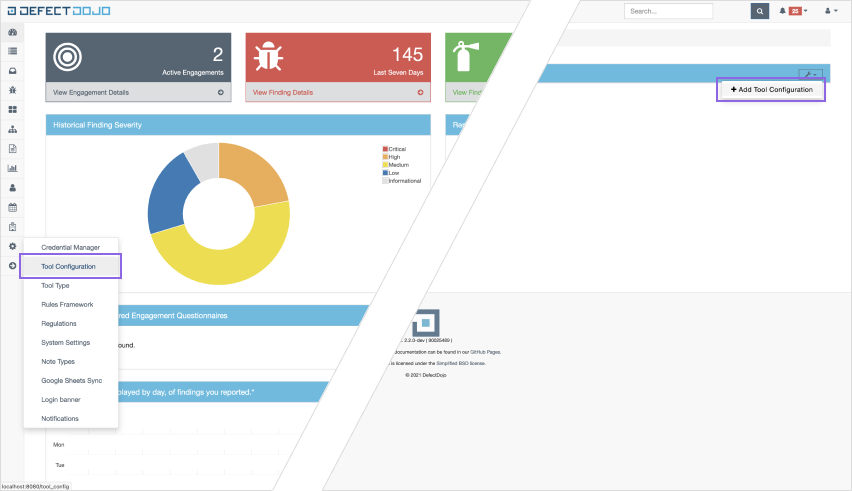 DEFECTDOJO
Search...
25
2
Active Engagements
View Engagement Details
145
Last Seven Days
View Finding Details
View Find
+ Add Tool Configuration
Historical Finding Severity
Re
Critical
High
Medium
Low
Informational
Credential Manager
Tool Configuration
Tool Type
Rules Framework
Regulations
System Settings
Note Types
Google Sheets Sync
Login banner
Notifications
red Engagement Questionnaires
ound.
played by day, of findings you reported.*
Mon
Tue
. 2.2.0-dev ( 90025489 )
documentation can be found in our GitHub Pages.
is licensed under the Simplified BSD license.
© 2021 DefectDojo
localhost:8080/tool_config